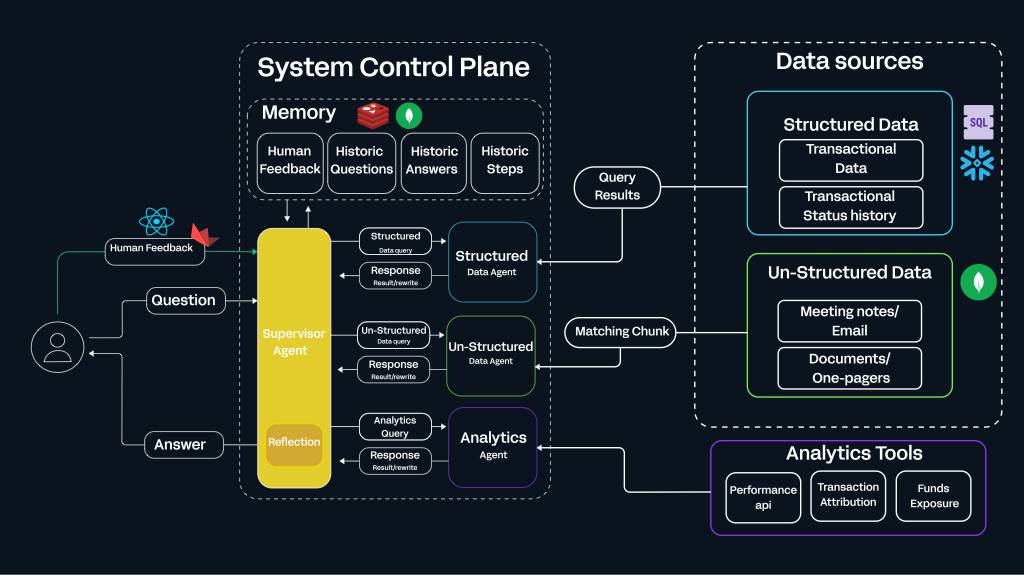 System Control Plane
Memory
Human
Feedback
Historic
Questions
Historic
Answers
Historic
Steps
Human Feedback
Question
Answer
Supervisor
Agent
Reflection
Structured
Data query
Response
Result/rewrite
Un-Structured
Data query
Response
Result/rewrite
Analytics
Query
Response
Result/rewrite
Structured
Data Agent
Un-Structured
Data Agent
Analytics
Agent
Query
Results
Matching Chunk
Data sources
Structured Data
Transactional
Data
Transactional
Status history
SQL
Un-Structured Data
Meeting notes/
Email
Documents/
One-pagers
Analytics Tools
Performance
api
Transaction
Attribution
Funds
Exposure